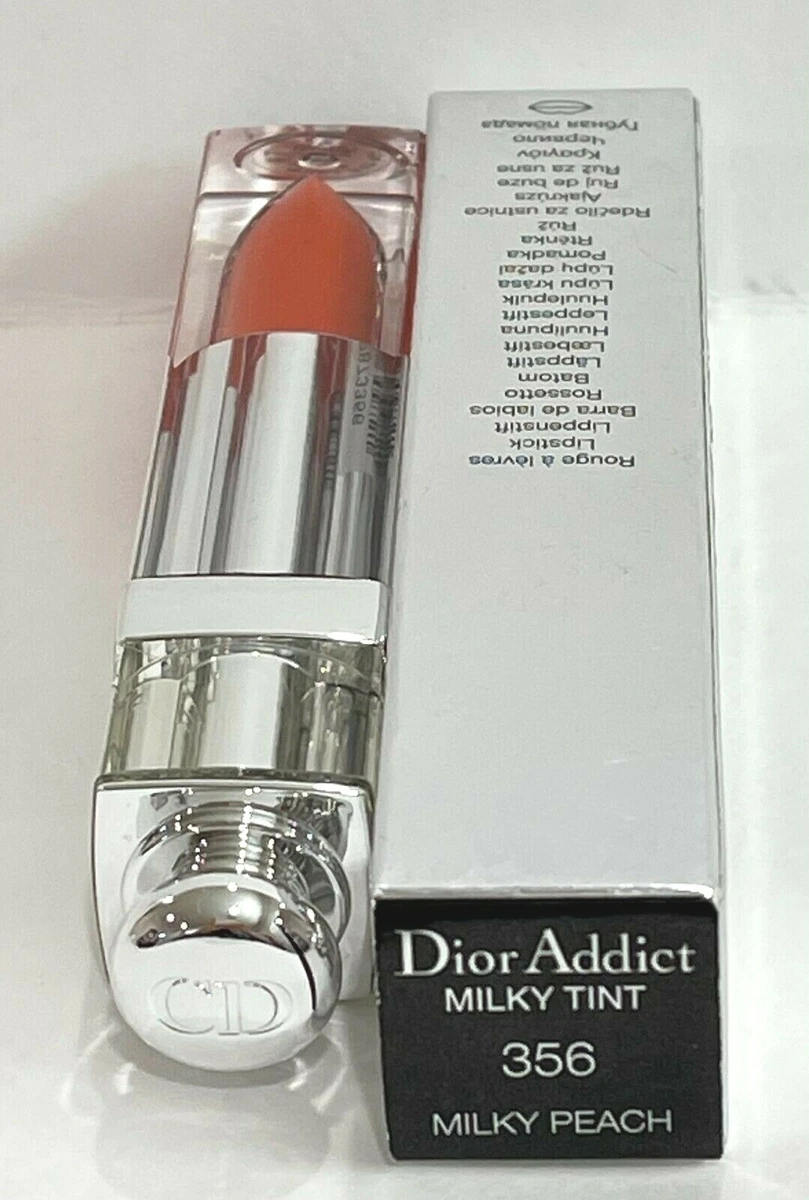 Rouge à lèvres
Lipstick
Lippenstift
Barra de labios
Rossetto
Batom
Läppstift
Læbestift
Huulipuna
Leppestift
Huulepulk
Lūpu krāsa
Lūpų dažai
Pomadka
Rtěnka
Rúž
Rdečilo za ustnice
Ajakrúzs
Ruj de buze
Ruž za usne
Κραγιόν
Червило
Губная помада
CD
Dior Addict
MILKY TINT
356
MILKY PEACH